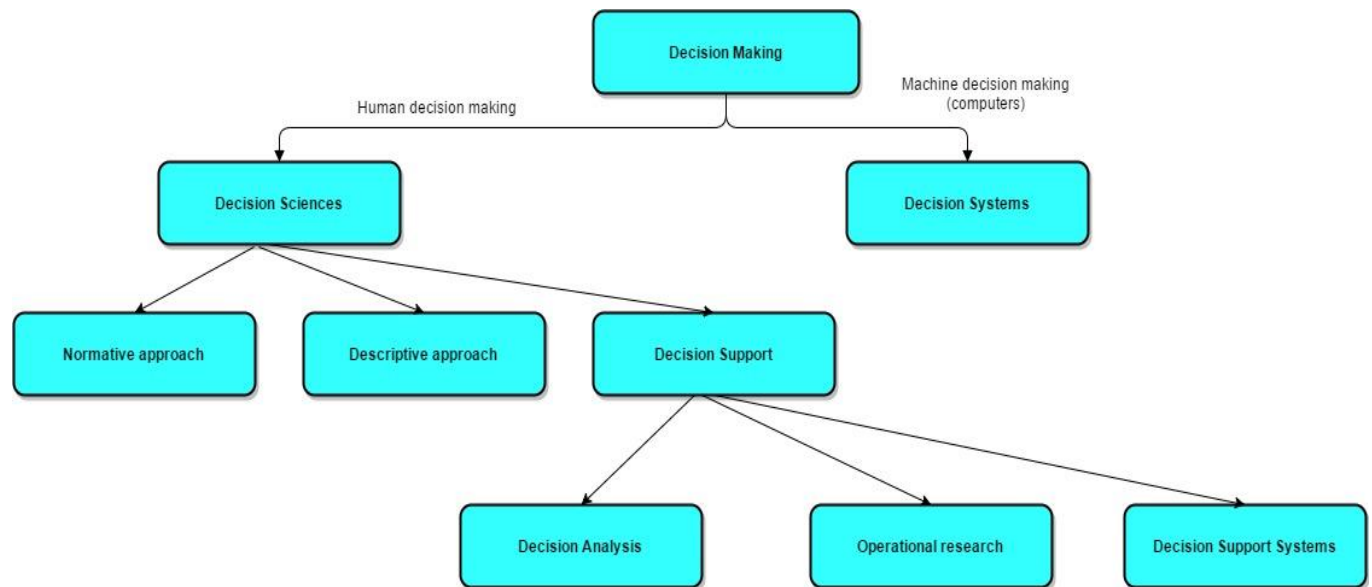 Decision Making
Human decision making
Machine decision making
(computers)
Decision Sciences
Decision Systems
Normative approach
Descriptive approach
Decision Support
Decision Analysis
Operational research
Decision Support Systems